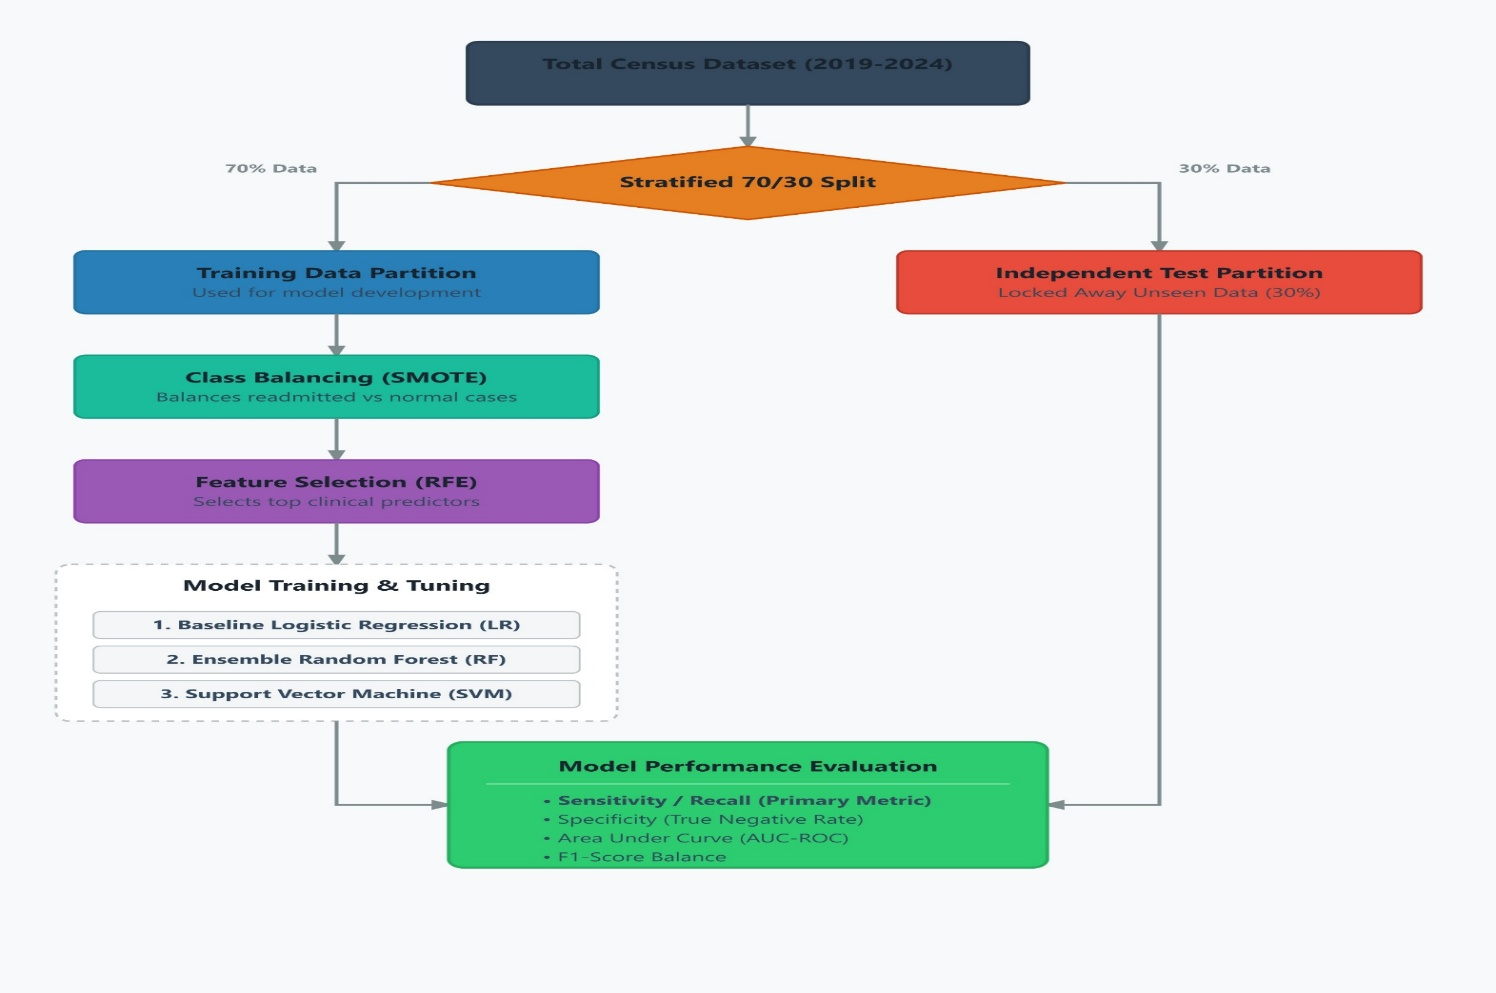 Total Census Dataset (2019-2024)
70% Data
Stratified 70/30 Split
30% Data
Training Data Partition
Used for model development
Independent Test Partition
Locked Away Unseen Data (30%)
Class Balancing (SMOTE)
Balances readmitted vs normal cases
Feature Selection (RFE)
Selects top clinical predictors
Model Training & Tuning
1. Baseline Logistic Regression (LR)
2. Ensemble Random Forest (RF)
3. Support Vector Machine (SVM)
Model Performance Evaluation
• Sensitivity / Recall (Primary Metric)
• Specificity (True Negative Rate)
• Area Under Curve (AUC-ROC)
• F1-Score Balance